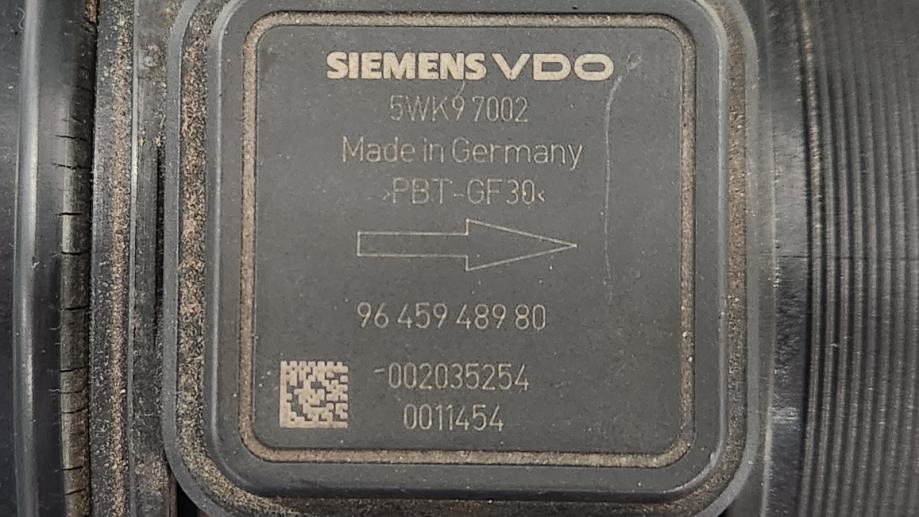 SIEMENS VDO
5WK9 7002
Made in Germany
>PBT-GF30<
96 459 489 80
-002035254
0011454